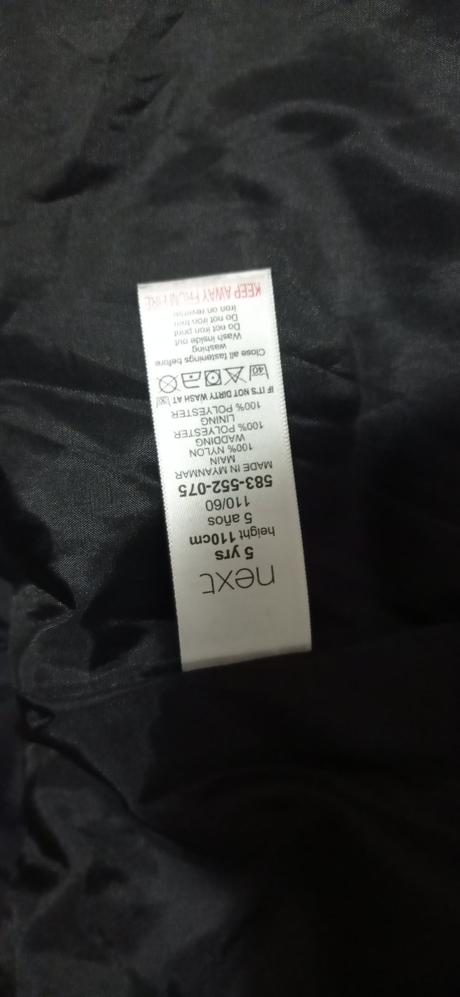 next
5 yrs
height 110cm
5 años
110/60
583-552-075
MADE IN MYANMAR
MAIN
100% NYLON
WADDING
100% POLYESTER
LINING
100% POLYESTER
IF IT'S NOT DIRTY WASH AT 30
40
Close all fastenings before
washing
Wash inside out
Do not iron print
Do not iron trim
iron on reverse
KEEP AWAY FROM FIRE